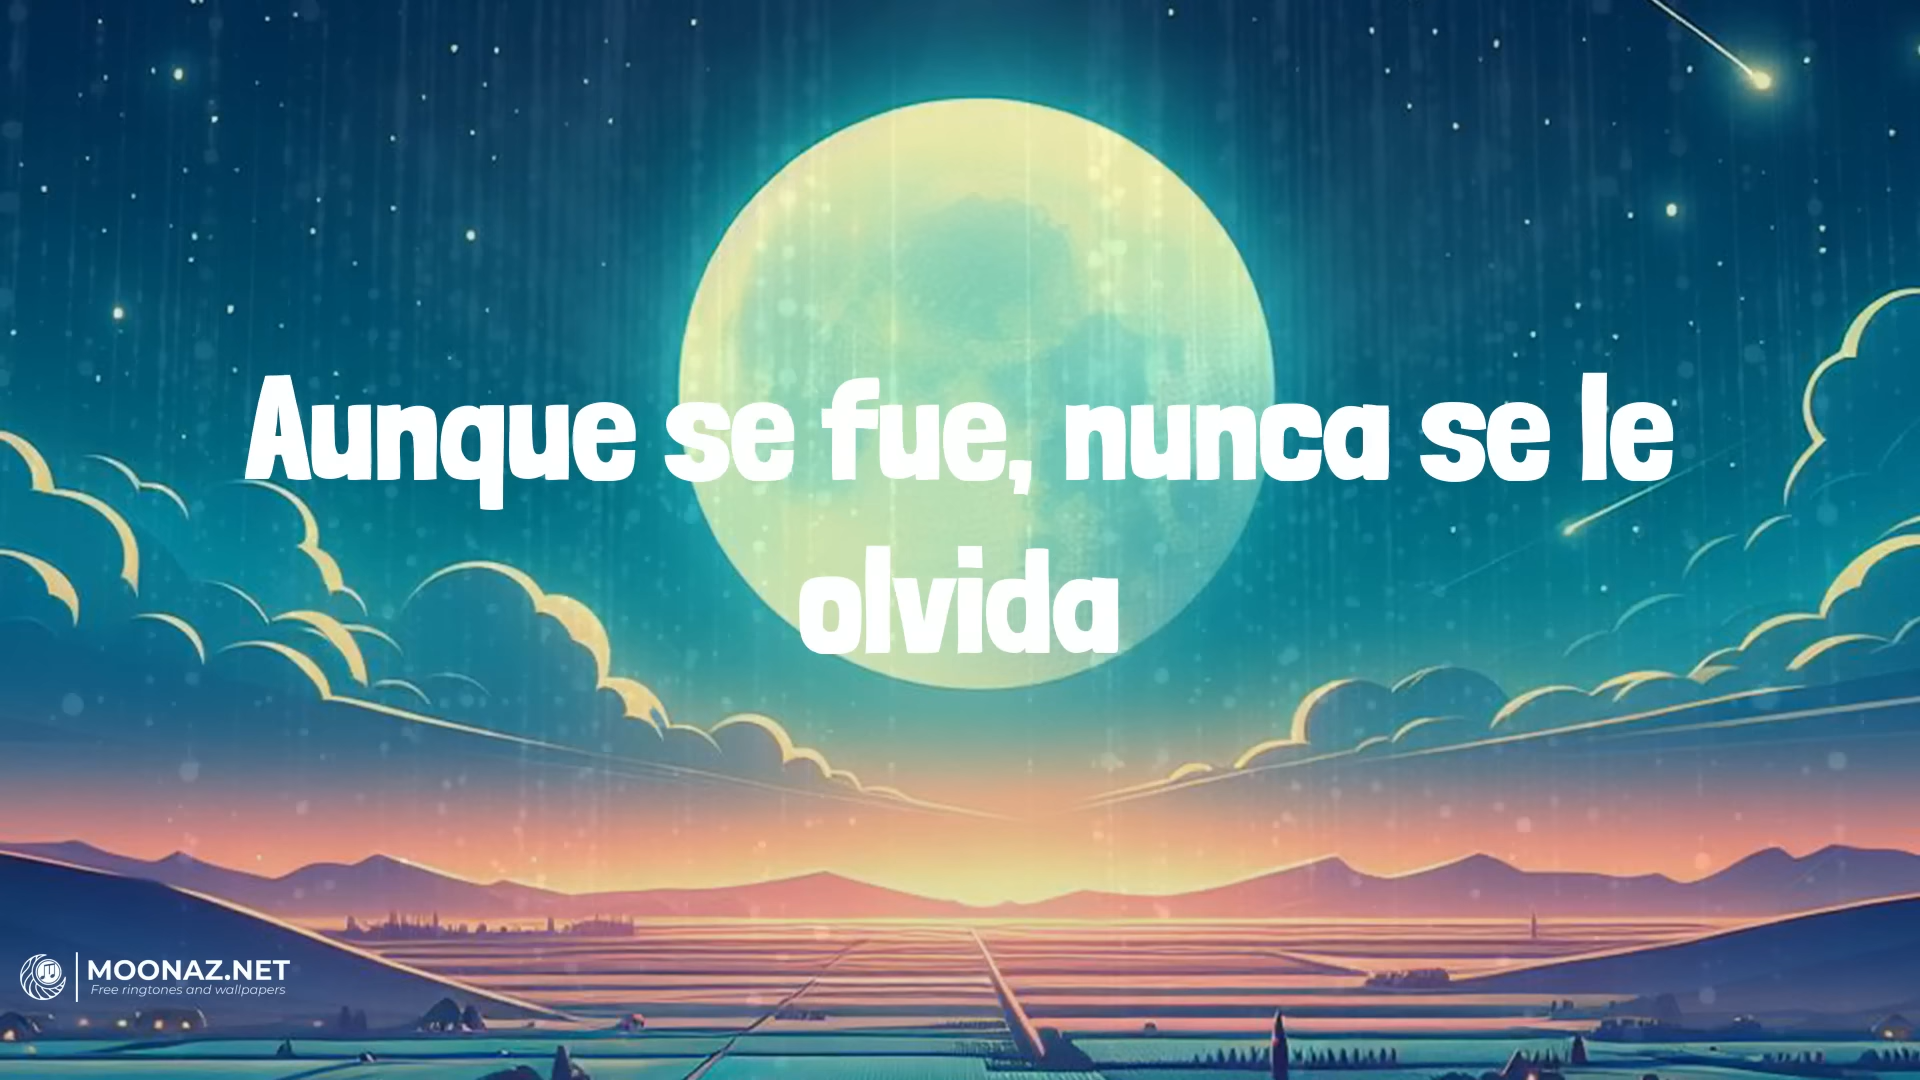 Aunque se fue, nunca se le
olvida
MOONAZ.NET
Free ringtones and wallpapers